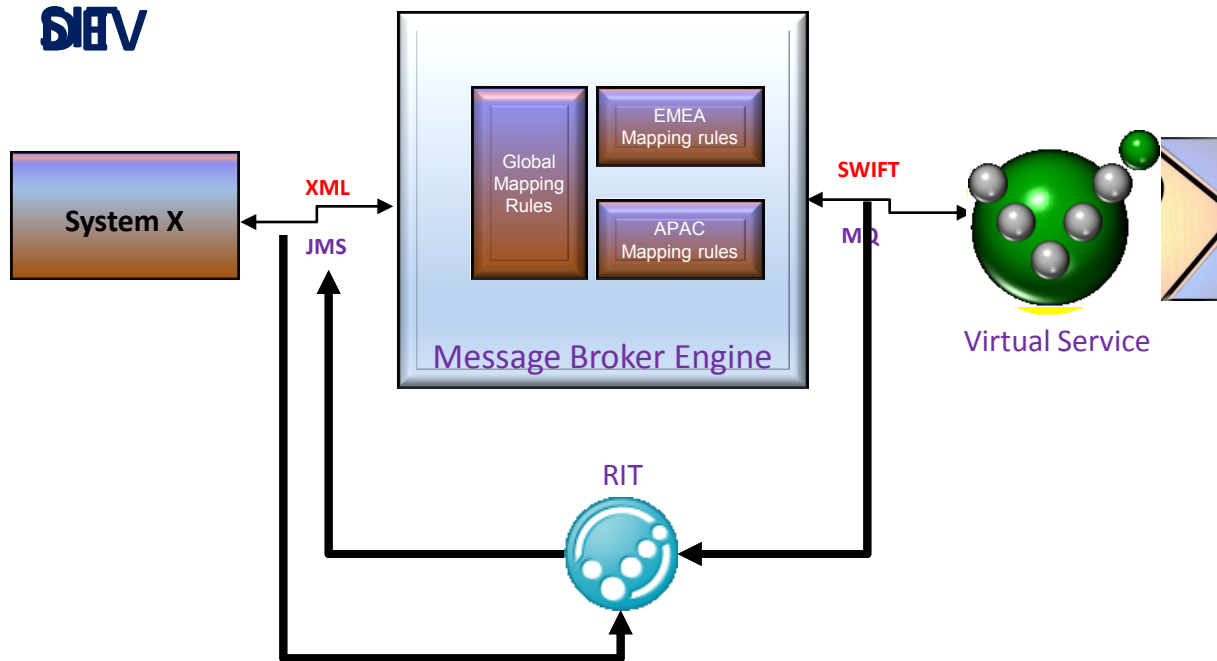 System X
XML
JMS
Global
Mapping
Rules
EMEA
Mapping rules
APAC
Mapping rules
Message Broker Engine
SWIFT
MQ
Virtual Service
RIT